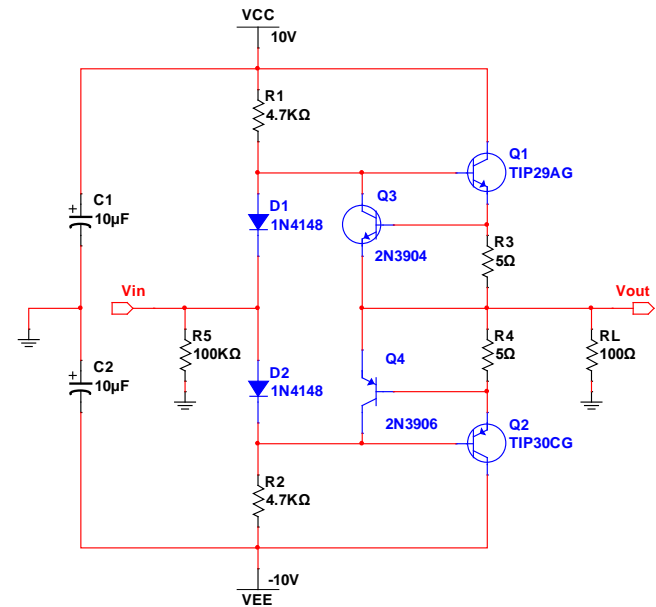 VCC
10V
R1
4.7KΩ
Q1
TIP29AG
Q3
C1
10µF
+
D1
1N4148
2N3904
R3
5Ω
Vin
Vout
R5
100KΩ
R4
5Ω
RL
100Ω
Q4
C2
10µF
+
D2
1N4148
2N3906
Q2
TIP30CG
R2
4.7KΩ
-10V
VEE